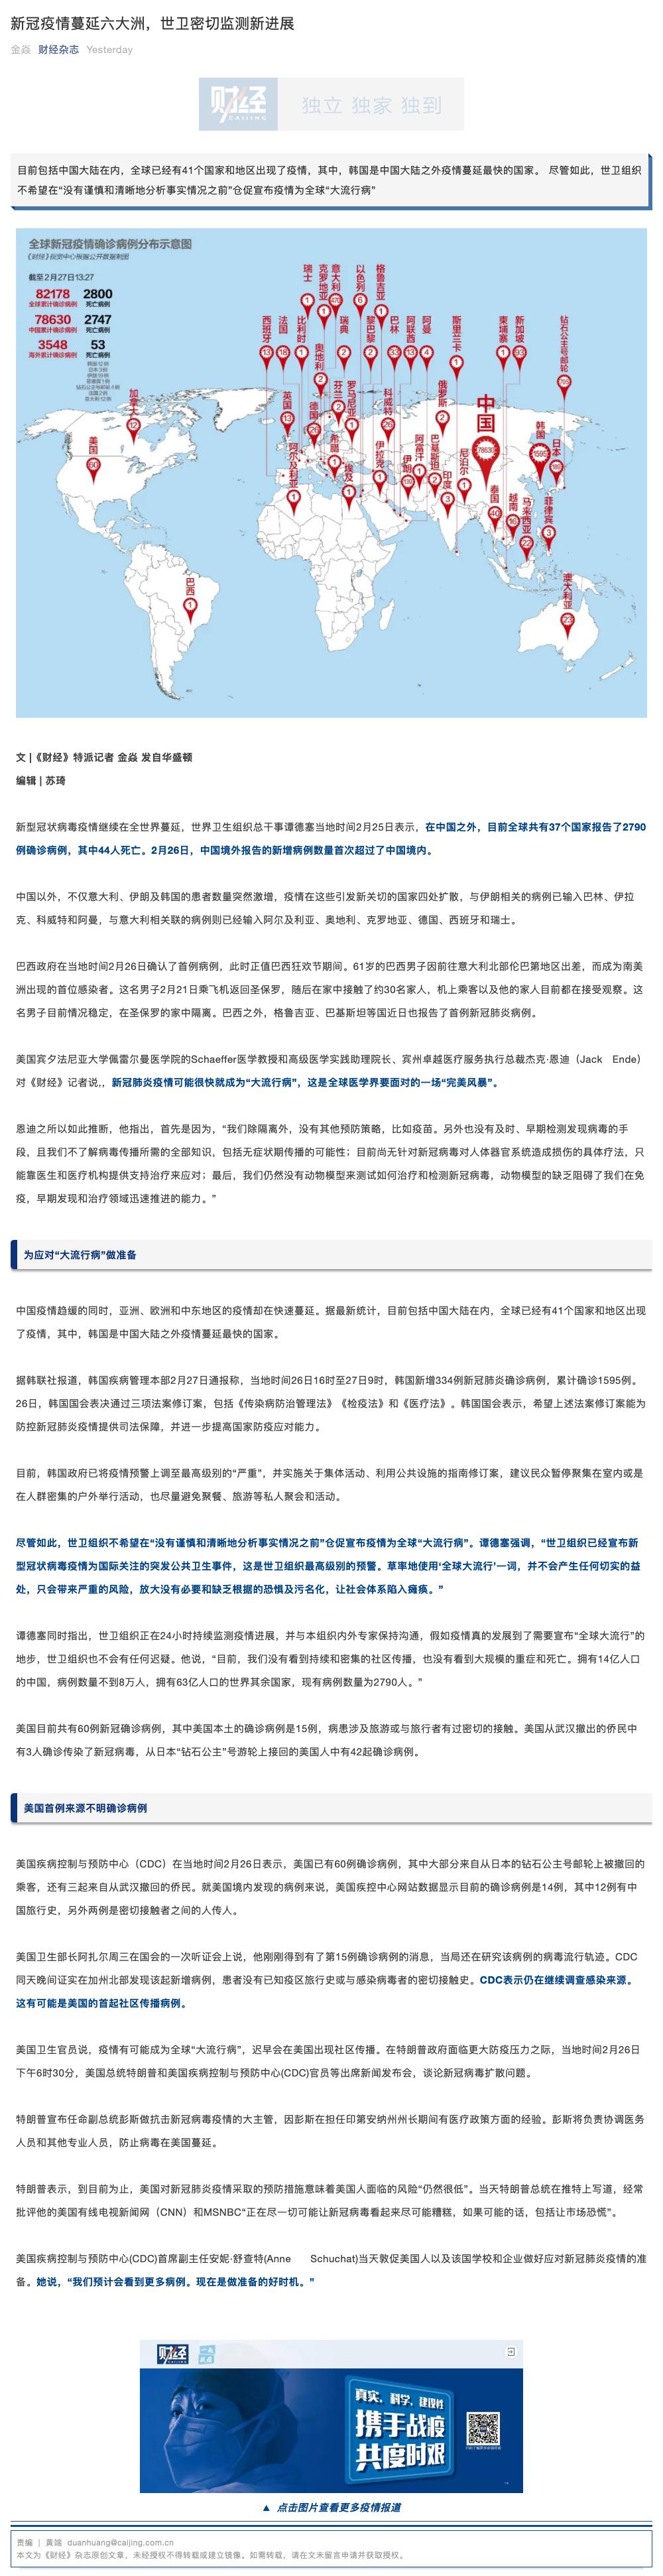 新冠疫情蔓延六大洲，世卫密切监测新进展
金焱 财经杂志 Yesterday
财经
CAIJING
独立 独家 独到
目前包括中国大陆在内，全球已经有41个国家和地区出现了疫情，其中，韩国是中国大陆之外疫情蔓延最快的国家。 尽管如此，世卫组织
不希望在“没有谨慎和清晰地分析事实情况之前”仓促宣布疫情为全球“大流行病”
全球新冠疫情确诊病例分布示意图
《财经》视觉中心根据公开数据制图
截至2月27日13:27
82178 2800
全球累计确诊病例 死亡病例
78630 2747
中国累计确诊病例 死亡病例
3548 53
海外累计确诊病例 死亡病例
瑞士 1
克罗地亚 1
意大利
以色列 6
格鲁吉亚 1
西班牙 13
法国 18
比利时 1
瑞典 2
黎巴嫩 2
巴林 33
阿联酋 13
阿曼 4
斯里兰卡 1
柬埔寨 1
新加坡 93
钻石公主号邮轮 705
奥地利 2
加拿大 12
英国 13
德国
芬兰 2
罗马尼亚 1
科威特 26
俄罗斯 2
中国 78630
韩国 1595
日本
美国 60
阿尔及利亚 1
希腊 1
埃及 1
伊拉克
伊朗
阿富汗 1
巴基斯坦 2
印度 3
尼泊尔 1
泰国 40
越南 16
马来西亚 22
菲律宾 3
巴西 1
澳大利亚 23
文 |《财经》特派记者 金焱 发自华盛顿
编辑 | 苏琦
新型冠状病毒疫情继续在全世界蔓延，世界卫生组织总干事谭德塞当地时间2月25日表示，在中国之外，目前全球共有37个国家报告了2790
例确诊病例，其中44人死亡。2月26日，中国境外报告的新增病例数量首次超过了中国境内。
中国以外，不仅意大利、伊朗及韩国的患者数量突然激增，疫情在这些引发新关切的国家四处扩散，与伊朗相关的病例已输入巴林、伊拉
克、科威特和阿曼，与意大利相关联的病例则已经输入阿尔及利亚、奥地利、克罗地亚、德国、西班牙和瑞士。
巴西政府在当地时间2月26日确认了首例病例，此时正值巴西狂欢节期间。61岁的巴西男子因前往意大利北部伦巴第地区出差，而成为南美
洲出现的首位感染者。这名男子2月21日乘飞机返回圣保罗，随后在家中接触了约30名家人，机上乘客以及他的家人目前都在接受观察。这
名男子目前情况稳定，在圣保罗的家中隔离。巴西之外，格鲁吉亚、巴基斯坦等国近日也报告了首例新冠肺炎病例。
美国宾夕法尼亚大学佩雷尔曼医学院的Schaeffer医学教授和高级医学实践助理院长、宾州卓越医疗服务执行总裁杰克·恩迪（Jack Ende）
对《财经》记者说，，新冠肺炎疫情可能很快就成为“大流行病”，这是全球医学界要面对的一场“完美风暴”。
恩迪之所以如此推断，他指出，首先是因为，“我们除隔离外，没有其他预防策略，比如疫苗。另外也没有及时、早期检测发现病毒的手
段，且我们不了解病毒传播所需的全部知识，包括无症状期传播的可能性；目前尚无针对新冠病毒对人体器官系统造成损伤的具体疗法，只
能靠医生和医疗机构提供支持治疗来应对；最后，我们仍然没有动物模型来测试如何治疗和检测新冠病毒，动物模型的缺乏阻碍了我们在免
疫，早期发现和治疗领域迅速推进的能力。”
为应对“大流行病”做准备
中国疫情趋缓的同时，亚洲、欧洲和中东地区的疫情却在快速蔓延。据最新统计，目前包括中国大陆在内，全球已经有41个国家和地区出现
了疫情，其中，韩国是中国大陆之外疫情蔓延最快的国家。
据韩联社报道，韩国疾病管理本部2月27日通报称，当地时间26日16时至27日9时，韩国新增334例新冠肺炎确诊病例，累计确诊1595例。
26日，韩国国会表决通过三项法案修订案，包括《传染病防治管理法》《检疫法》和《医疗法》。韩国国会表示，希望上述法案修订案能为
防控新冠肺炎疫情提供司法保障，并进一步提高国家防疫应对能力。
目前，韩国政府已将疫情预警上调至最高级别的“严重”，并实施关于集体活动、利用公共设施的指南修订案，建议民众暂停聚集在室内或是
在人群密集的户外举行活动，也尽量避免聚餐、旅游等私人聚会和活动。
尽管如此，世卫组织不希望在“没有谨慎和清晰地分析事实情况之前”仓促宣布疫情为全球“大流行病”。谭德塞强调，“世卫组织已经宣布新
型冠状病毒疫情为国际关注的突发公共卫生事件，这是世卫组织最高级别的预警。草率地使用‘全球大流行’一词，并不会产生任何切实的益
处，只会带来严重的风险，放大没有必要和缺乏根据的恐惧及污名化，让社会体系陷入瘫痪。”
谭德塞同时指出，世卫组织正在24小时持续监测疫情进展，并与本组织内外专家保持沟通，假如疫情真的发展到了需要宣布“全球大流行”的
地步，世卫组织也不会有任何迟疑。他说，“目前，我们没有看到持续和密集的社区传播，也没有看到大规模的重症和死亡。拥有14亿人口
的中国，病例数量不到8万人，拥有63亿人口的世界其余国家，现有病例数量为2790人。”
美国目前共有60例新冠确诊病例，其中美国本土的确诊病例是15例，病患涉及旅游或与旅行者有过密切的接触。美国从武汉撤出的侨民中
有3人确诊传染了新冠病毒，从日本“钻石公主”号游轮上接回的美国人中有42起确诊病例。
美国首例来源不明确诊病例
美国疾病控制与预防中心（CDC）在当地时间2月26日表示，美国已有60例确诊病例，其中大部分来自从日本的钻石公主号邮轮上被撤回的
乘客，还有三起来自从武汉撤回的侨民。就美国境内发现的病例来说，美国疾控中心网站数据显示目前的确诊病例是14例，其中12例有中
国旅行史，另外两例是密切接触者之间的人传人。
美国卫生部长阿扎尔周三在国会的一次听证会上说，他刚刚得到有了第15例确诊病例的消息，当局还在研究该病例的病毒流行轨迹。CDC
同天晚间证实在加州北部发现该起新增病例，患者没有已知疫区旅行史或与感染病毒者的密切接触史。CDC表示仍在继续调查感染来源。
这有可能是美国的首起社区传播病例。
美国卫生官员说，疫情有可能成为全球“大流行病”，迟早会在美国出现社区传播。在特朗普政府面临更大防疫压力之际，当地时间2月26日
下午6时30分，美国总统特朗普和美国疾病控制与预防中心(CDC)官员等出席新闻发布会，谈论新冠病毒扩散问题。
特朗普宣布任命副总统彭斯做抗击新冠病毒疫情的大主管，因彭斯在担任印第安纳州州长期间有医疗政策方面的经验。彭斯将负责协调医务
人员和其他专业人员，防止病毒在美国蔓延。
特朗普表示，到目前为止，美国对新冠肺炎疫情采取的预防措施意味着美国人面临的风险“仍然很低”。当天特朗普总统在推特上写道，经常
批评他的美国有线电视新闻网（CNN）和MSNBC“正在尽一切可能让新冠病毒看起来尽可能糟糕，如果可能的话，包括让市场恐慌”。
美国疾病控制与预防中心(CDC)首席副主任安妮·舒查特(Anne Schuchat)当天敦促美国人以及该国学校和企业做好应对新冠肺炎疫情的准
备。她说，“我们预计会看到更多病例。现在是做准备的好时机。”
财经
真实，科学，建设性
携手战疫
共度时艰
▲ 点击图片查看更多疫情报道
责编 | 黄端 duanhuang@caijing.com.cn
本文为《财经》杂志原创文章，未经授权不得转载或建立镜像。如需转载，请在文末留言申请并获取授权。